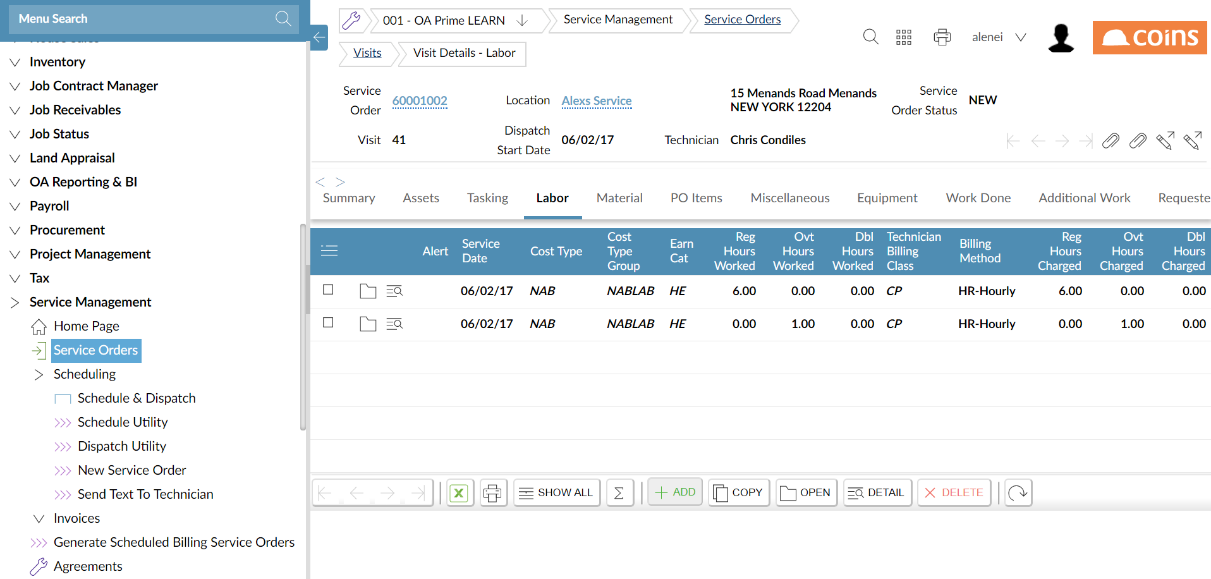 Menu Search
Inventory
Job Contract Manager
Job Receivables
Job Status
Land Appraisal
OA Reporting & BI
Payroll
Procurement
Project Management
Tax
Service Management
Home Page
Service Orders
Scheduling
Schedule & Dispatch
Schedule Utility
Dispatch Utility
New Service Order
Send Text To Technician
Invoices
Generate Scheduled Billing Service Orders
Agreements
001 - OA Prime LEARN
Service Management
Service Orders
Visits
Visit Details - Labor
alenei
coins
Service Order 60001002
Location Alexs Service
15 Menands Road Menands
NEW YORK 12204
Service Order Status NEW
Visit 41
Dispatch Start Date 06/02/17
Technician Chris Condiles
Summary Assets Tasking Labor Material PO Items Miscellaneous Equipment Work Done Additional Work Requeste
Alert Service Date Cost Type Cost Type Group Earn Cat Reg Hours Worked Ovt Hours Worked Dbl Hours Worked Technician Billing Class Billing Method Reg Hours Charged Ovt Hours Charged Dbl Hours Charged
06/02/17 NAB NABLAB HE 6.00 0.00 0.00 CP HR-Hourly 6.00 0.00 0.00
06/02/17 NAB NABLAB HE 0.00 1.00 0.00 CP HR-Hourly 0.00 1.00 0.00
SHOW ALL Σ ADD COPY OPEN DETAIL DELETE